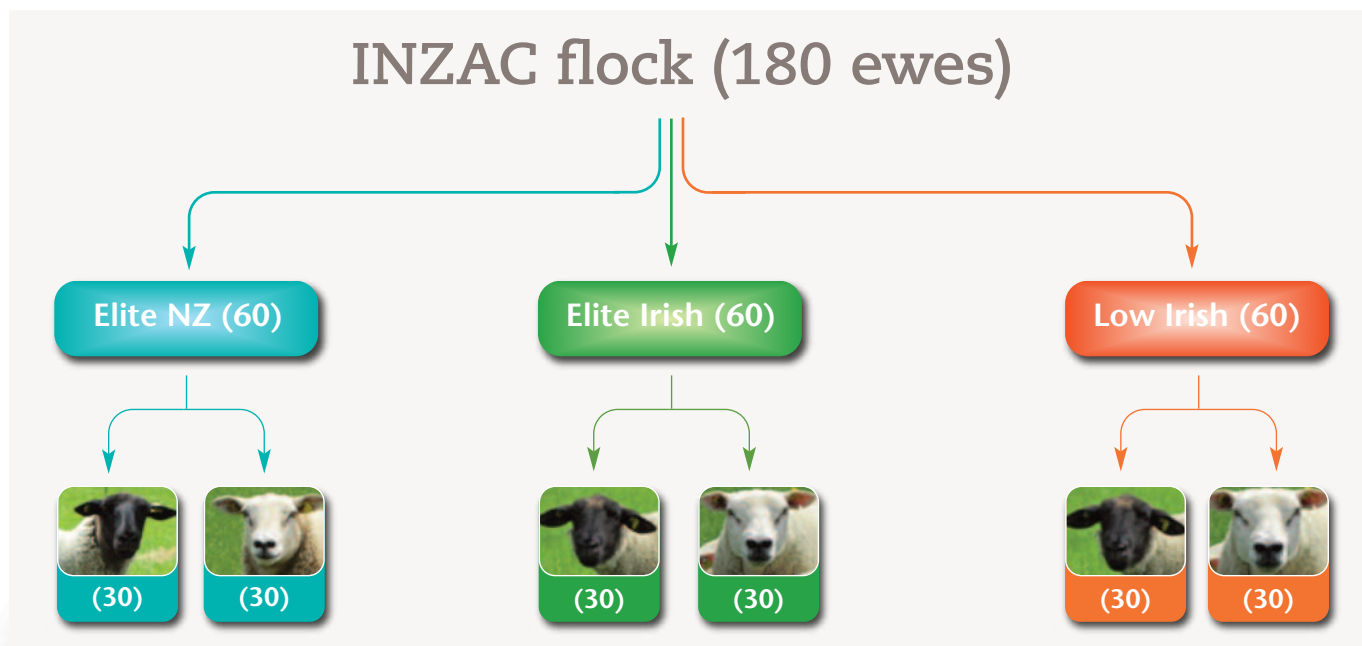 INZAC flock (180 ewes)
Elite NZ (60)
Elite Irish (60)
Low Irish (60)
(30)
(30)
(30)
(30)
(30)
(30)